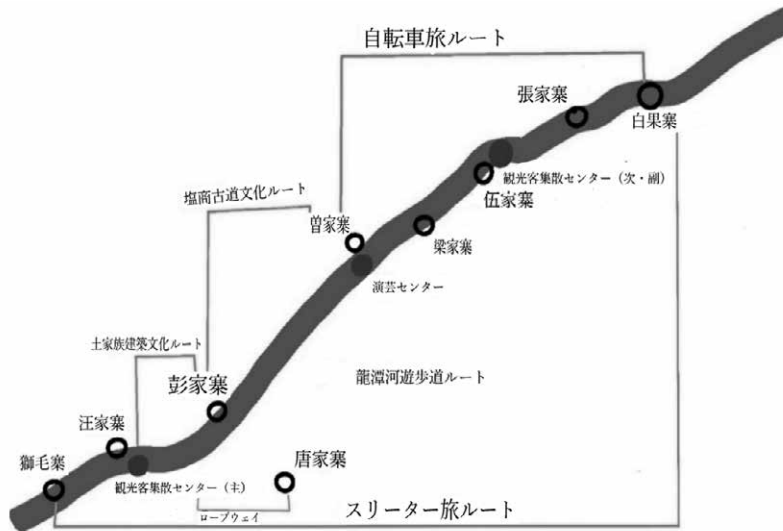 自転車旅ルート
張家寨
白果寨
観光客集散センター（次・副）
伍家寨
塩商古道文化ルート
曽家寨
梁家寨
演芸センター
土家族建築文化ルート
彭家寨
龍潭河遊歩道ルート
汪家寨
獅毛寨
観光客集散センター（主）
唐家寨
ロープウェイ
スリーター旅ルート